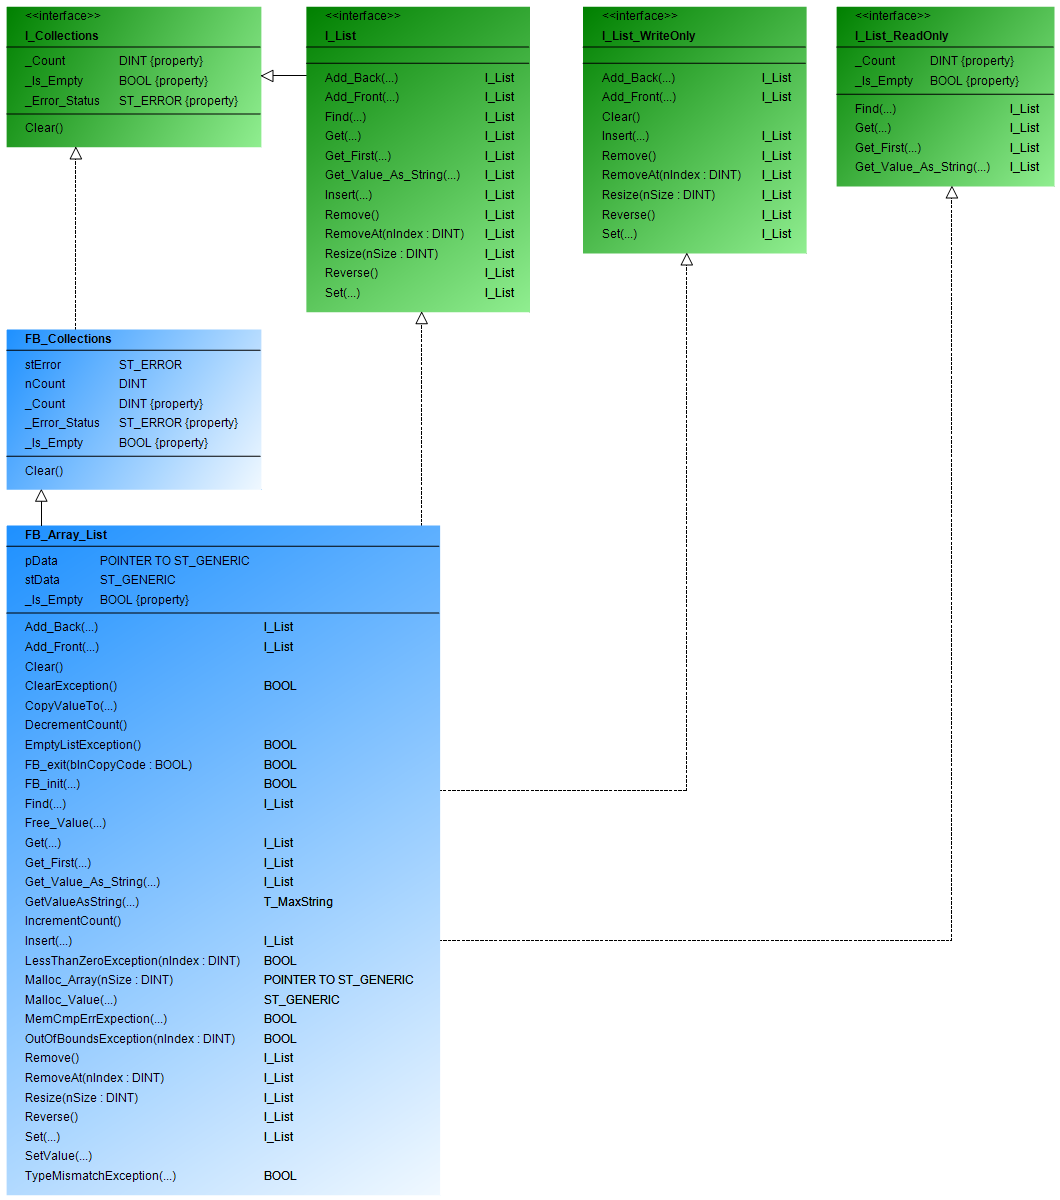 <<interface>>
I_Collections
_Count DINT {property}
_Is_Empty BOOL {property}
_Error_Status ST_ERROR {property}
Clear()
<<interface>>
I_List
Add_Back(...) I_List
Add_Front(...) I_List
Find(...) I_List
Get(...) I_List
Get_First(...) I_List
Get_Value_As_String(...) I_List
Insert(...) I_List
Remove() I_List
RemoveAt(nIndex : DINT) I_List
Resize(nSize : DINT) I_List
Reverse() I_List
Set(...) I_List
<<interface>>
I_List_WriteOnly
Add_Back(...) I_List
Add_Front(...) I_List
Clear()
Insert(...) I_List
Remove() I_List
RemoveAt(nIndex : DINT) I_List
Resize(nSize : DINT) I_List
Reverse() I_List
Set(...) I_List
<<interface>>
I_List_ReadOnly
_Count DINT {property}
_Is_Empty BOOL {property}
Find(...) I_List
Get(...) I_List
Get_First(...) I_List
Get_Value_As_String(...) I_List
FB_Collections
stError ST_ERROR
nCount DINT
_Count DINT {property}
_Error_Status ST_ERROR {property}
_Is_Empty BOOL {property}
Clear()
FB_Array_List
pData POINTER TO ST_GENERIC
stData ST_GENERIC
_Is_Empty BOOL {property}
Add_Back(...) I_List
Add_Front(...) I_List
Clear()
ClearException() BOOL
CopyValueTo(...)
DecrementCount()
EmptyListException() BOOL
FB_exit(bInCopyCode : BOOL) BOOL
FB_init(...) BOOL
Find(...) I_List
Free_Value(...)
Get(...) I_List
Get_First(...) I_List
Get_Value_As_String(...) I_List
GetValueAsString(...) T_MaxString
IncrementCount()
Insert(...) I_List
LessThanZeroException(nIndex : DINT) BOOL
Malloc_Array(nSize : DINT) POINTER TO ST_GENERIC
Malloc_Value(...) ST_GENERIC
MemCmpErrExpection(...) BOOL
OutOfBoundsException(nIndex : DINT) BOOL
Remove() I_List
RemoveAt(nIndex : DINT) I_List
Resize(nSize : DINT) I_List
Reverse() I_List
Set(...) I_List
SetValue(...)
TypeMismatchException(...) BOOL